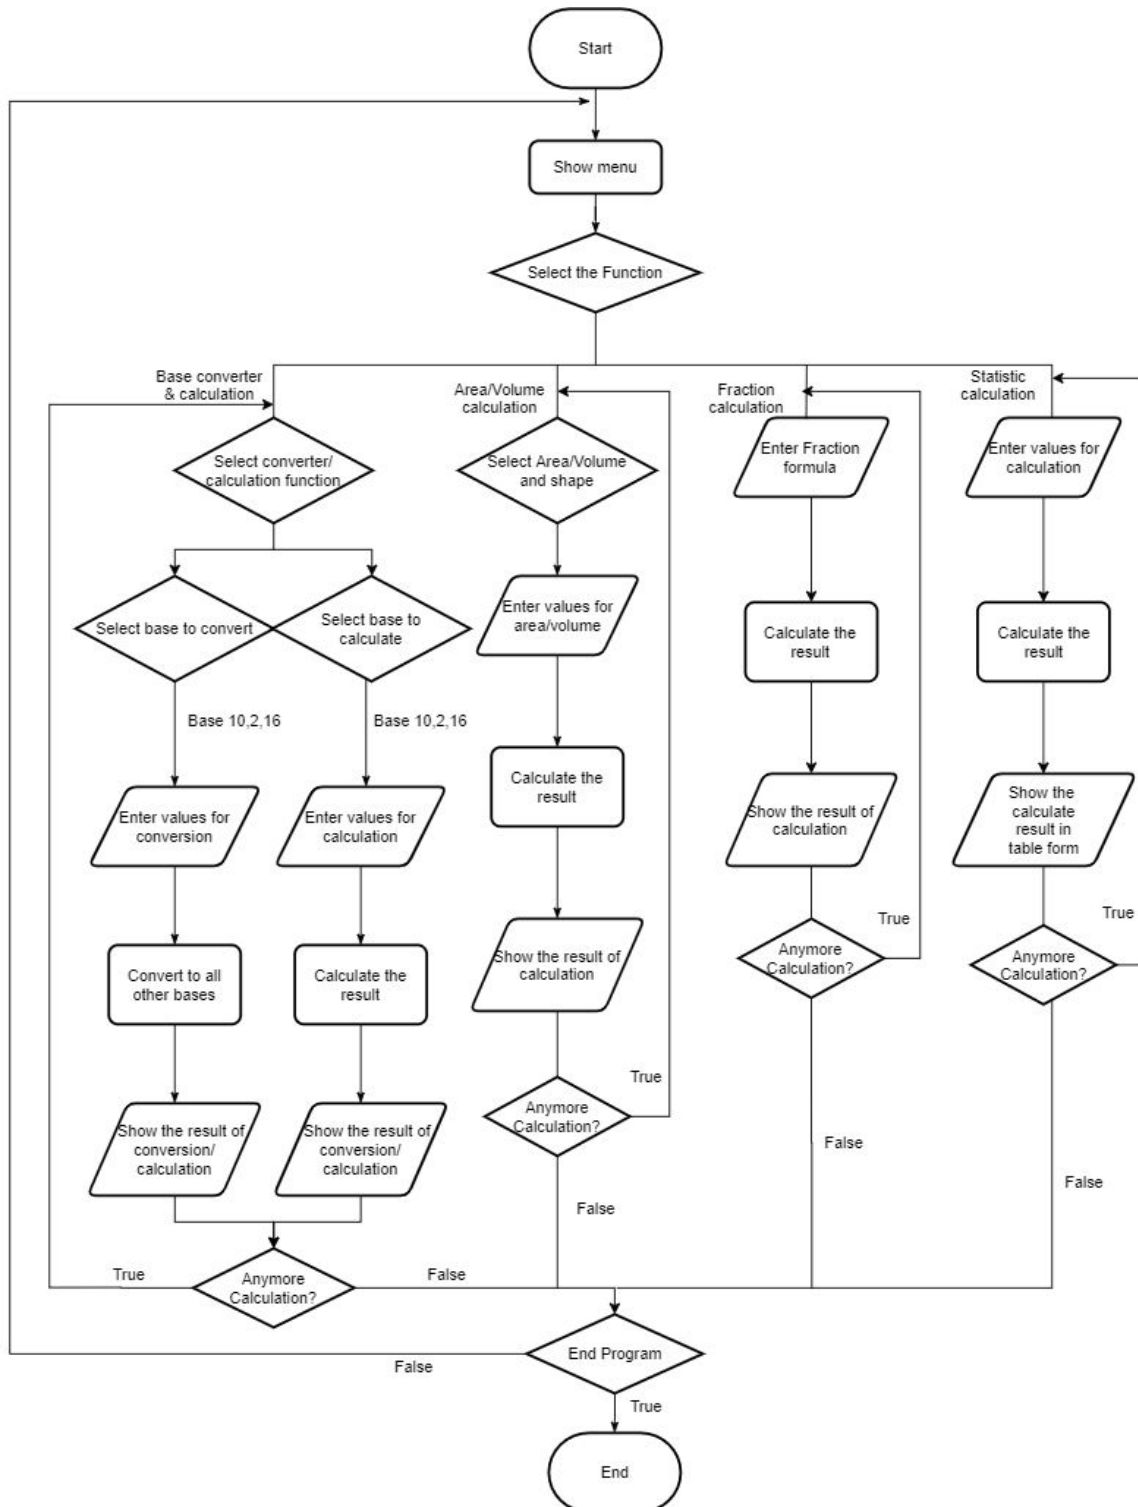 Start
Show menu
Select the Function
Base converter
& calculation
Area/Volume
calculation
Fraction
calculation
Statistic
calculation
Select converter/
calculation function
Select Area/Volume
and shape
Enter Fraction
formula
Enter values for
calculation
Select base to convert
Select base to
calculate
Enter values for
area/volume
Calculate the
result
Calculate the
result
Base 10,2,16
Base 10,2,16
Enter values for
conversion
Enter values for
calculation
Calculate the
result
Show the result of
calculation
Show the
calculate
result in
table form
True
True
Convert to all
other bases
Calculate the
result
Show the result of
calculation
Anymore
Calculation?
Anymore
Calculation?
True
Show the result of
conversion/
calculation
Show the result of
conversion/
calculation
Anymore
Calculation?
False
False
False
True
Anymore
Calculation?
False
End Program
False
True
End